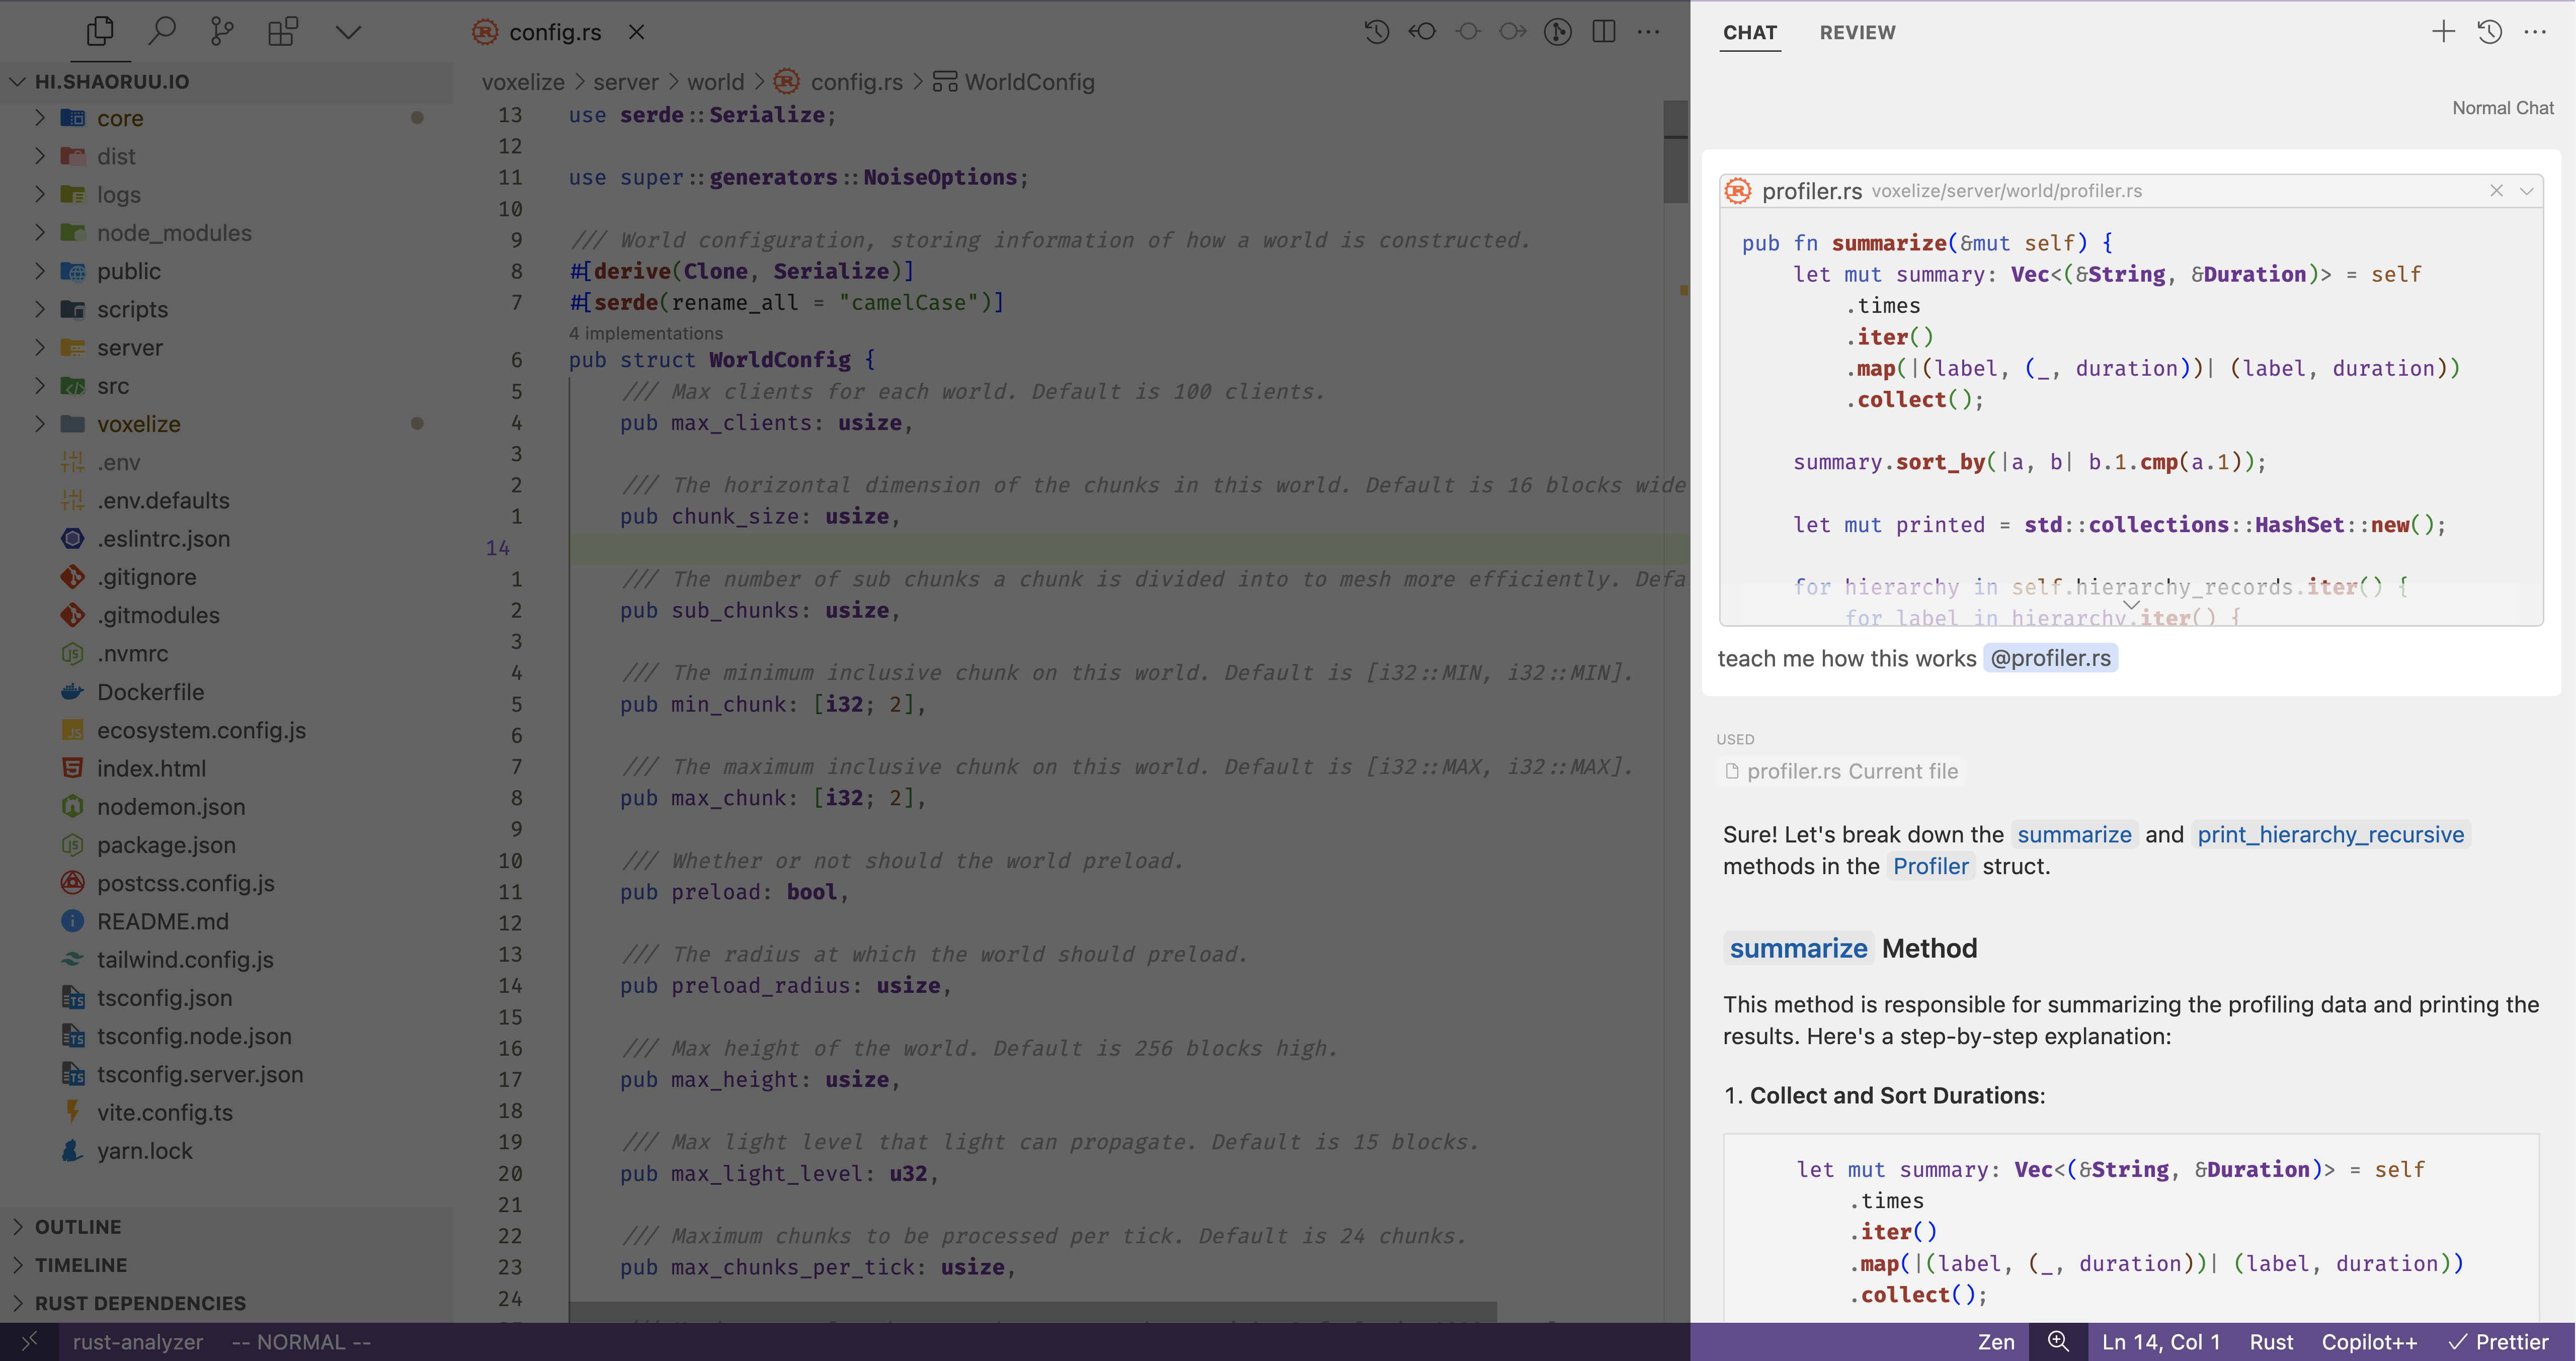 HI.SHAORUU.IO
core
dist
logs
node_modules
public
scripts
server
src
voxelize
.env
.env.defaults
.eslintrc.json
.gitignore
.gitmodules
.nvmrc
Dockerfile
ecosystem.config.js
index.html
nodemon.json
package.json
postcss.config.js
README.md
tailwind.config.js
tsconfig.json
tsconfig.node.json
tsconfig.server.json
vite.config.ts
yarn.lock
OUTLINE
TIMELINE
RUST DEPENDENCIES
config.rs
voxelize > server > world > config.rs > WorldConfig
13 use serde::Serialize;
12
11 use super::generators::NoiseOptions;
10
9 /// World configuration, storing information of how a world is constructed.
8 #[derive(Clone, Serialize)]
7 #[serde(rename_all = "camelCase")]
4 implementations
6 pub struct WorldConfig {
5 /// Max clients for each world. Default is 100 clients.
4 pub max_clients: usize,
3
2 /// The horizontal dimension of the chunks in this world. Default is 16 blocks wide
1 pub chunk_size: usize,
14
1 /// The number of sub chunks a chunk is divided into to mesh more efficiently. Defa
2 pub sub_chunks: usize,
3
4 /// The minimum inclusive chunk on this world. Default is [i32::MIN, i32::MIN].
5 pub min_chunk: [i32; 2],
6
7 /// The maximum inclusive chunk on this world. Default is [i32::MAX, i32::MAX].
8 pub max_chunk: [i32; 2],
9
10 /// Whether or not should the world preload.
11 pub preload: bool,
12
13 /// The radius at which the world should preload.
14 pub preload_radius: usize,
15
16 /// Max height of the world. Default is 256 blocks high.
17 pub max_height: usize,
18
19 /// Max light level that light can propagate. Default is 15 blocks.
20 pub max_light_level: u32,
21
22 /// Maximum chunks to be processed per tick. Default is 24 chunks.
23 pub max_chunks_per_tick: usize,
24
CHAT REVIEW
Normal Chat
profiler.rs voxelize/server/world/profiler.rs
pub fn summarize(&mut self) {
let mut summary: Vec<(&String, &Duration)> = self
.times
.iter()
.map(|(label, (_, duration))| (label, duration))
.collect();
summary.sort_by(|a, b| b.1.cmp(a.1));
let mut printed = std::collections::HashSet::new();
for hierarchy in self.hierarchy_records.iter() {
for label in hierarchy.iter() {
teach me how this works @profiler.rs
USED
profiler.rs Current file
Sure! Let's break down the summarize and print_hierarchy_recursive
methods in the Profiler struct.
summarize Method
This method is responsible for summarizing the profiling data and printing the
results. Here's a step-by-step explanation:
1. Collect and Sort Durations:
let mut summary: Vec<(&String, &Duration)> = self
.times
.iter()
.map(|(label, (_, duration))| (label, duration))
.collect();
rust-analyzer -- NORMAL --
Zen Ln 14, Col 1 Rust Copilot++ Prettier